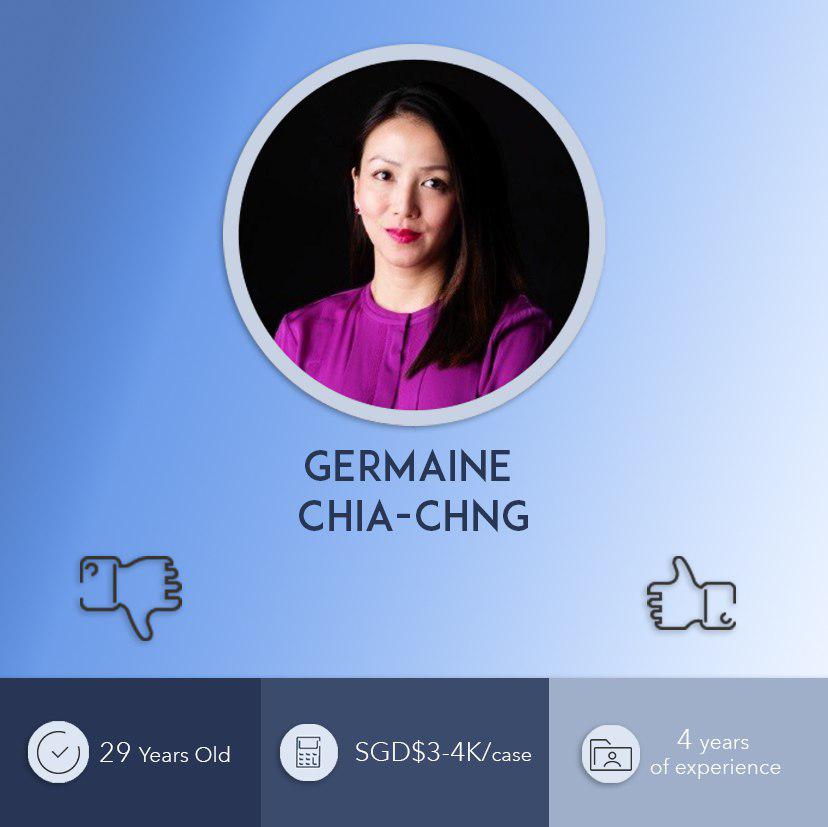 GERMAINE
CHIA-CHNG
29 Years Old
SGD$3-4K/case
4 years
of experience